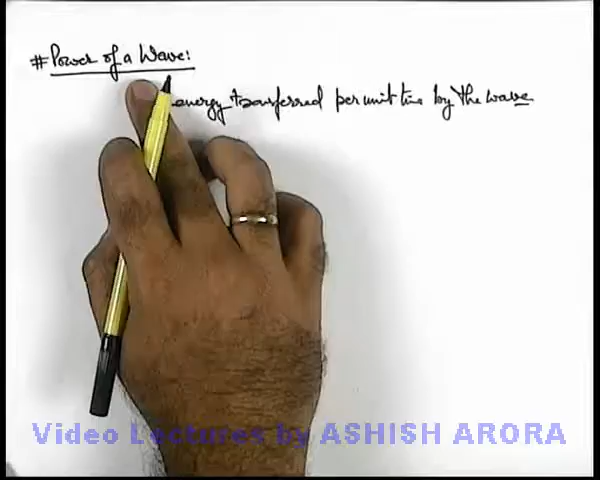 # Power of a Wave:
energy transferred per unit time by the wave
Video Lectures by ASHISH ARORA